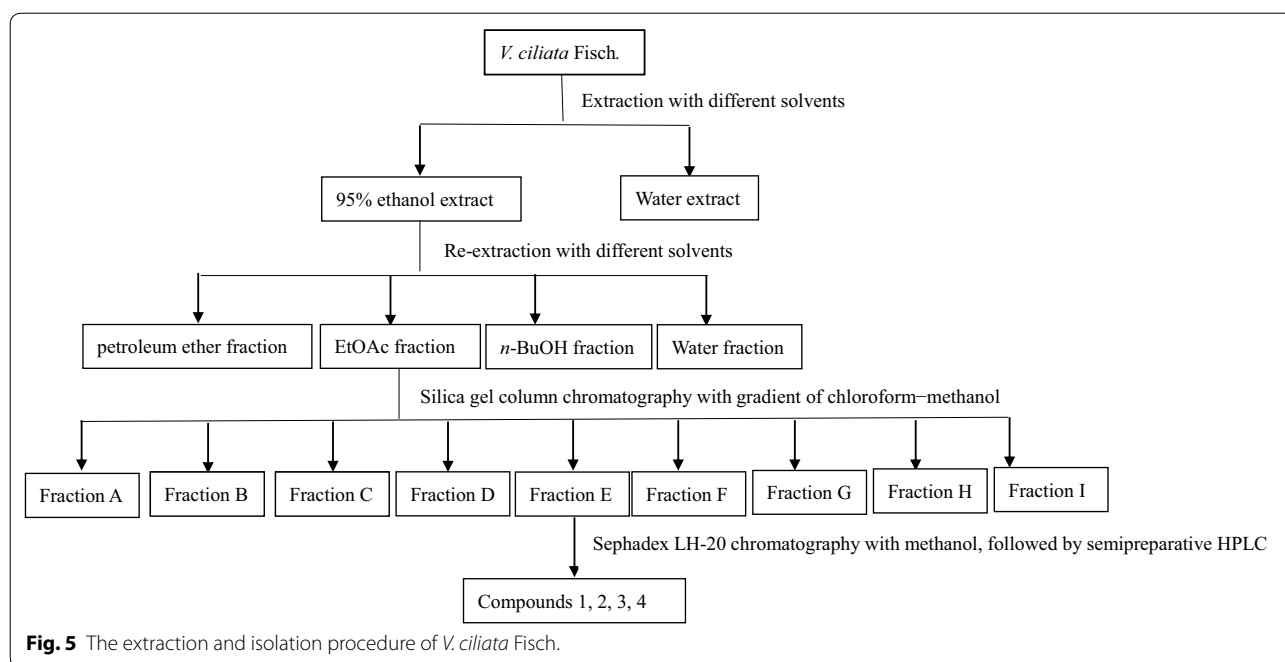 V. ciliata Fisch.
Extraction with different solvents
95% ethanol extract
Water extract
Re-extraction with different solvents
petroleum ether fraction
EtOAc fraction
n-BuOH fraction
Water fraction
Silica gel column chromatography with gradient of chloroform−methanol
Fraction A
Fraction B
Fraction C
Fraction D
Fraction E
Fraction F
Fraction G
Fraction H
Fraction I
Sephadex LH-20 chromatography with methanol, followed by semipreparative HPLC
Compounds 1, 2, 3, 4
Fig. 5 The extraction and isolation procedure of V. ciliata Fisch.